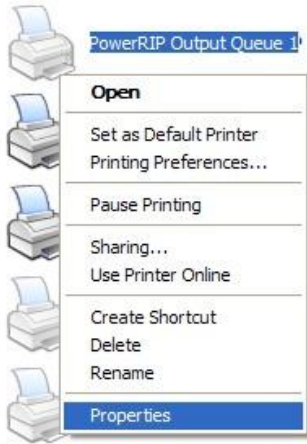 PowerRIP Output Queue 1
Open
Set as Default Printer
Printing Preferences...
Pause Printing
Sharing...
Use Printer Online
Create Shortcut
Delete
Rename
Properties